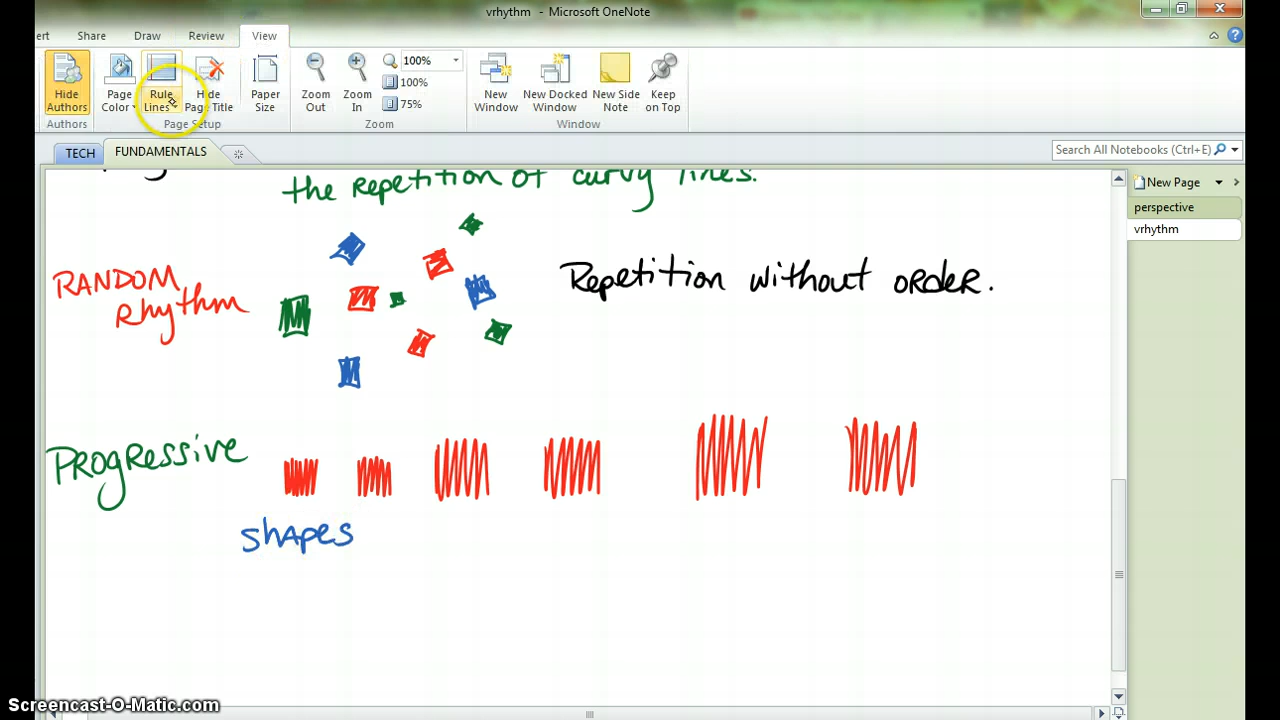 vrhythm - Microsoft OneNote
ert Share Draw Review View
Hide Authors
Page Color
Rule Lines
Hide Page Title
Paper Size
Zoom Out
Zoom In
100%
100%
75%
New Window
New Docked Window
New Side Note
Keep on Top
Authors Page Setup Zoom Window
TECH FUNDAMENTALS
Search All Notebooks (Ctrl+E)
New Page
perspective
vrhythm
the repetition of curvy lines.
RANDOM
rhythm
Repetition without order.
PROgRessive
shApes
Screencast-O-Matic.com